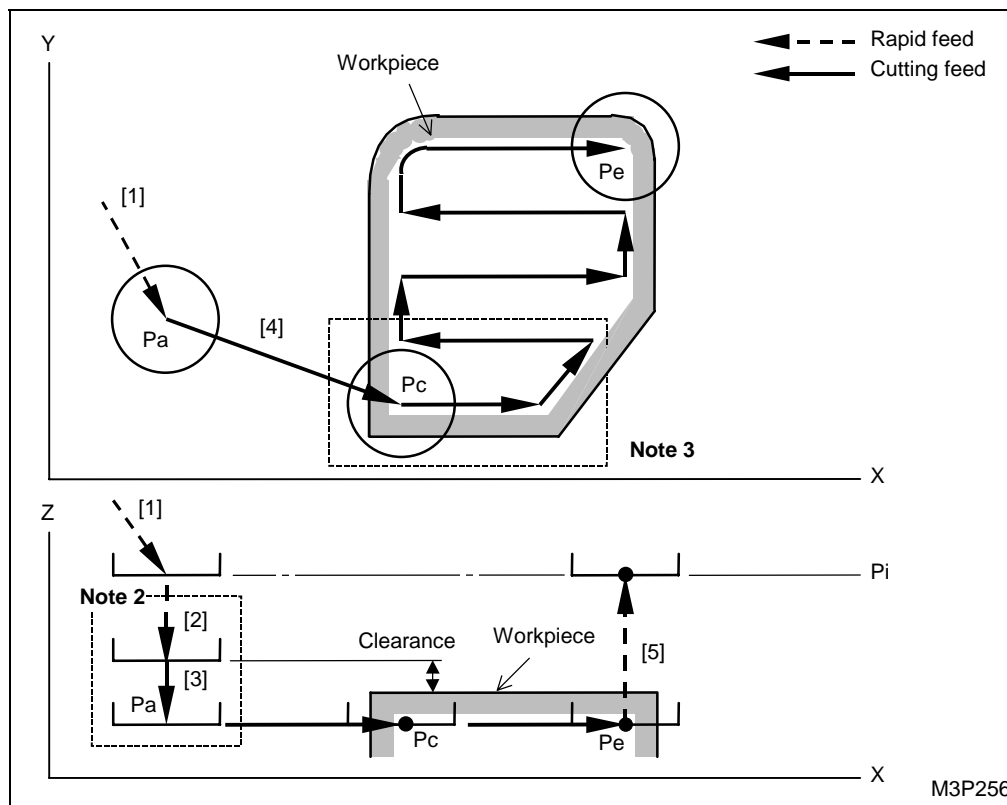 Y
Rapid feed
Cutting feed
Workpiece
Pe
[1]
Pa
[4]
Pc
Note 3
X
Z
[1]
Pi
Note 2
[2]
Clearance
Workpiece
[5]
[3]
Pa
Pc
Pe
X
M3P256